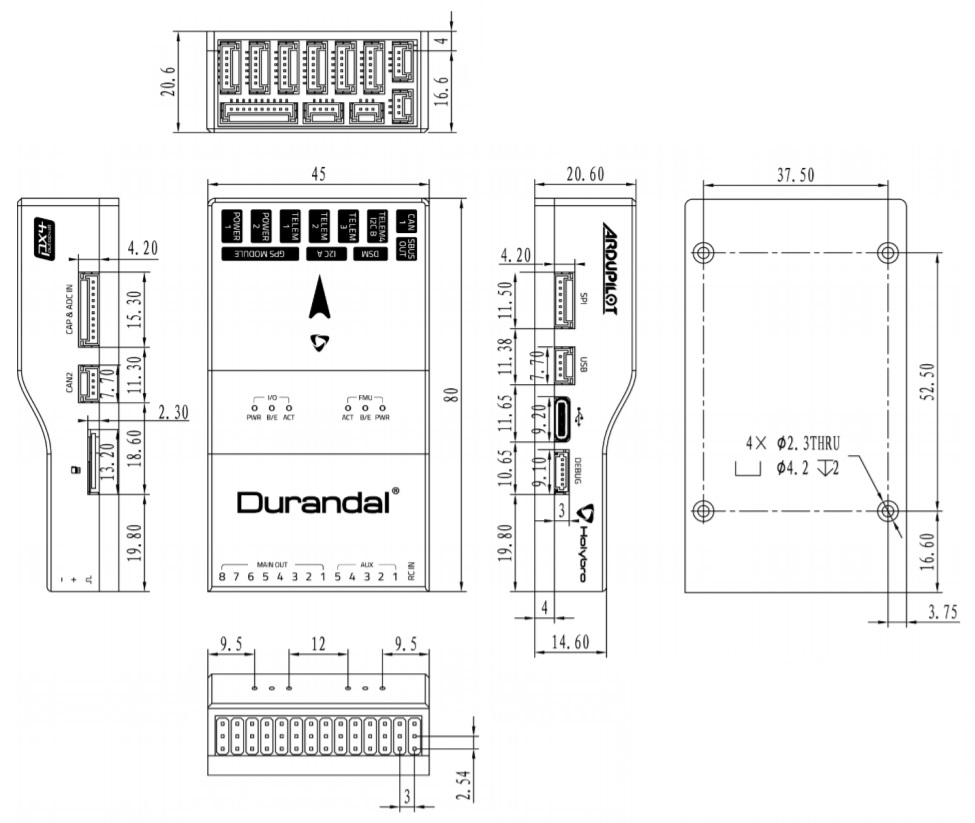 20.6
4
16.6
45
20.60
37.50
PX4
autopilot
4.20
CAP & ADC IN
15.30
CAN2
7.70
11.30
2.30
13.20
18.60
19.80
- + ⎍
POWER 1
POWER 2
TELEM 1
TELEM 2
TELEM 3
TELEM4 I2C B
CAN 1
GPS MODULE
I2C A
DSM
SBUS OUT
I/O
FMU
PWR B/E ACT
ACT B/E PWR
Durandal®
MAIN OUT
AUX
RC IN
8 7 6 5 4 3 2 1 5 4 3 2 1
80
ARDUPILOT
4.20
SPI
11.50
11.38
7.70
USB
11.65
9.20
10.65
9.10
DEBUG
3
19.80
Holybro
4
14.60
52.50
4X ø2.3THRU
⌴ ø4.2 ↧2
16.60
3.75
9.5
12
9.5
2.54
3